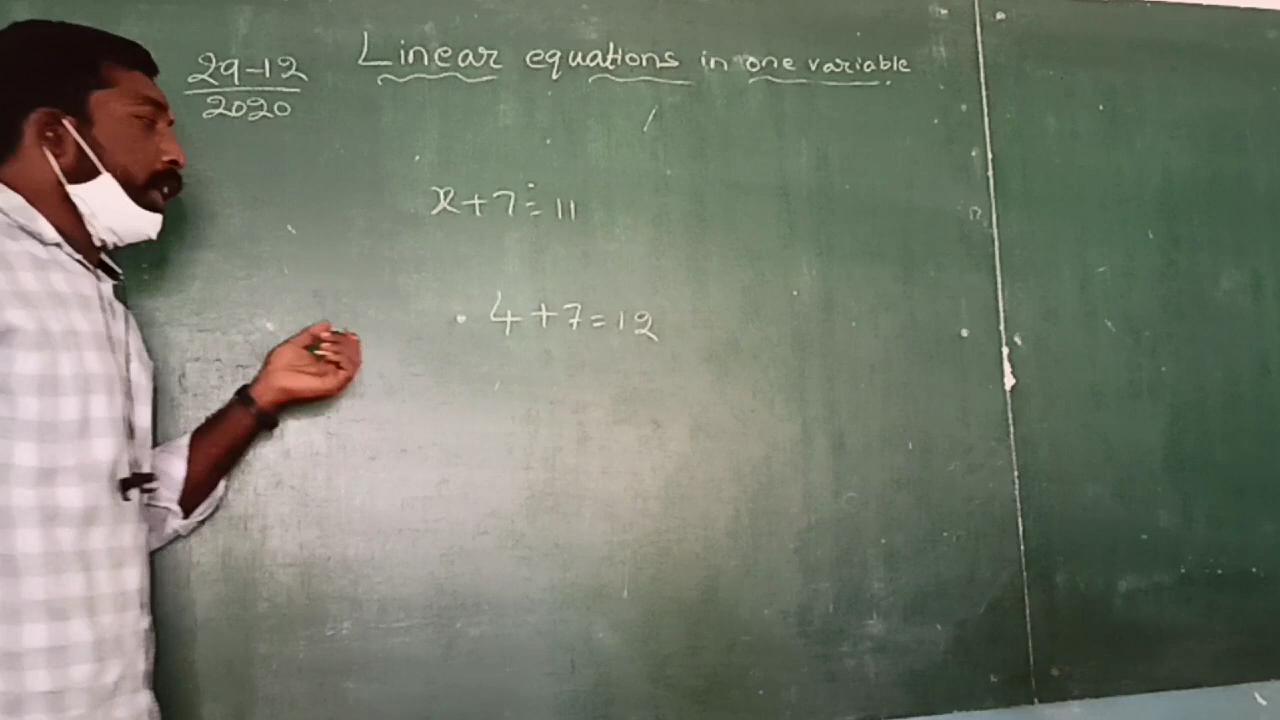 29-12
2020
Linear equations in one variable
x+7=11
4+7=12